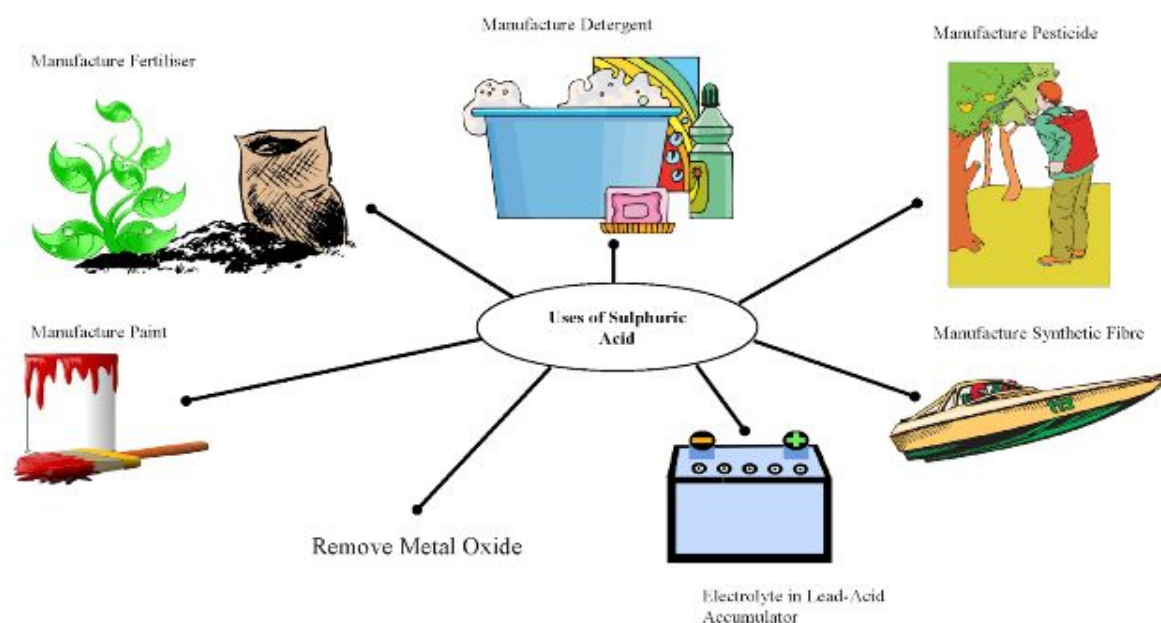 Manufacture Detergent
Manufacture Pesticide
Manufacture Fertiliser
Uses of Sulphuric
Acid
Manufacture Paint
Manufacture Synthetic Fibre
112
Remove Metal Oxide
Electrolyte in Lead-Acid
Accumulator